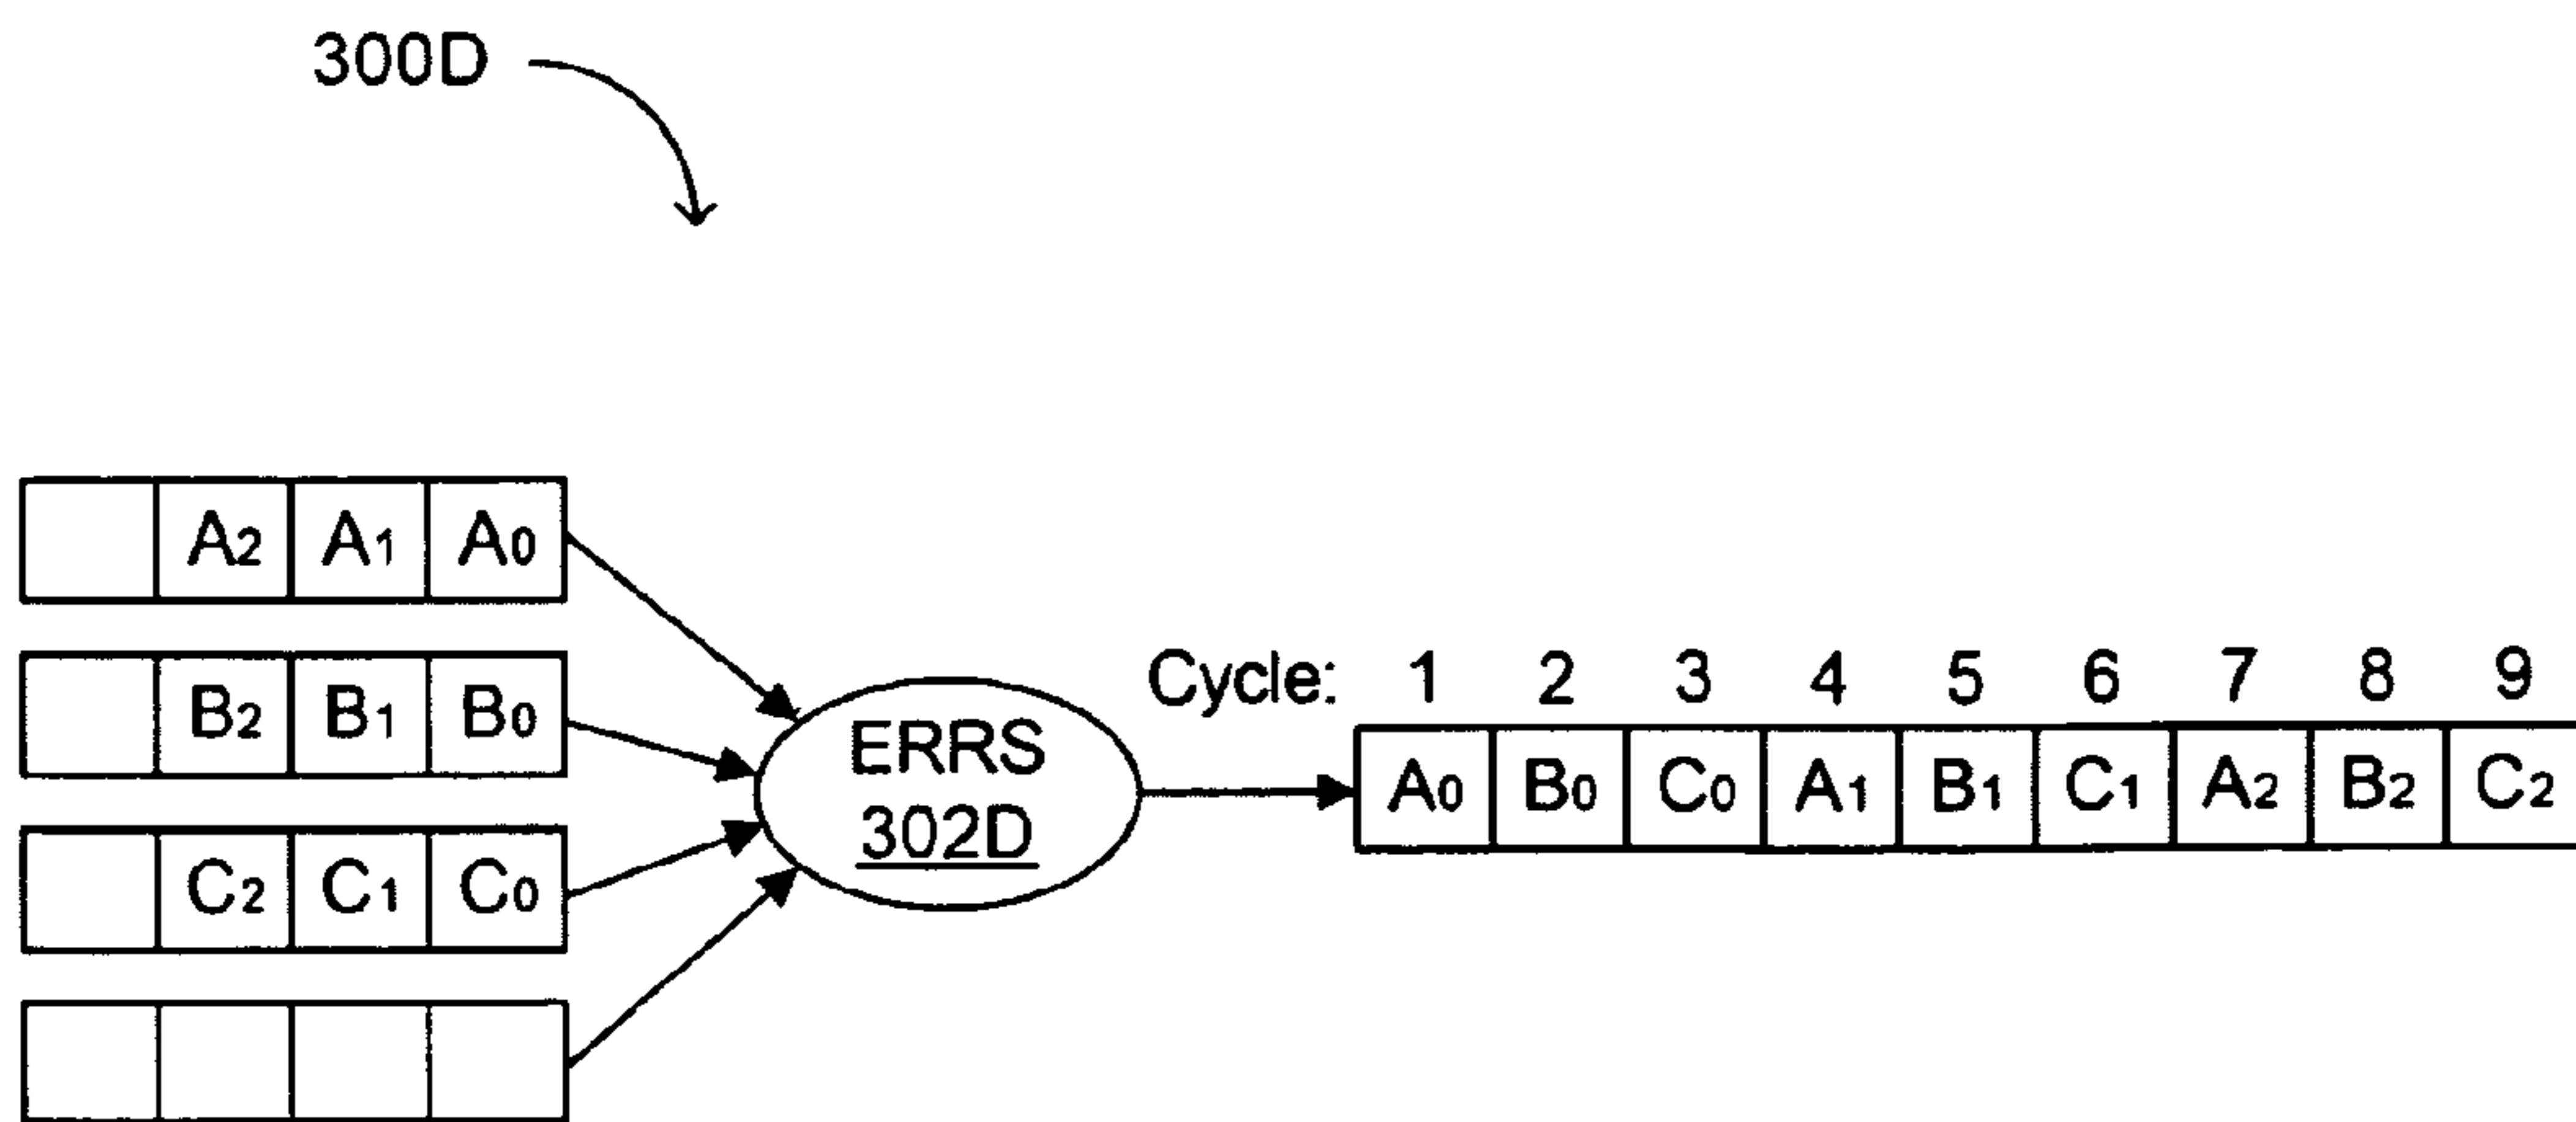 300D
A2 A1 A0
B2 B1 B0
C2 C1 C0
ERRS
302D
Cycle: 1 2 3 4 5 6 7 8 9
A0 B0 C0 A1 B1 C1 A2 B2 C2